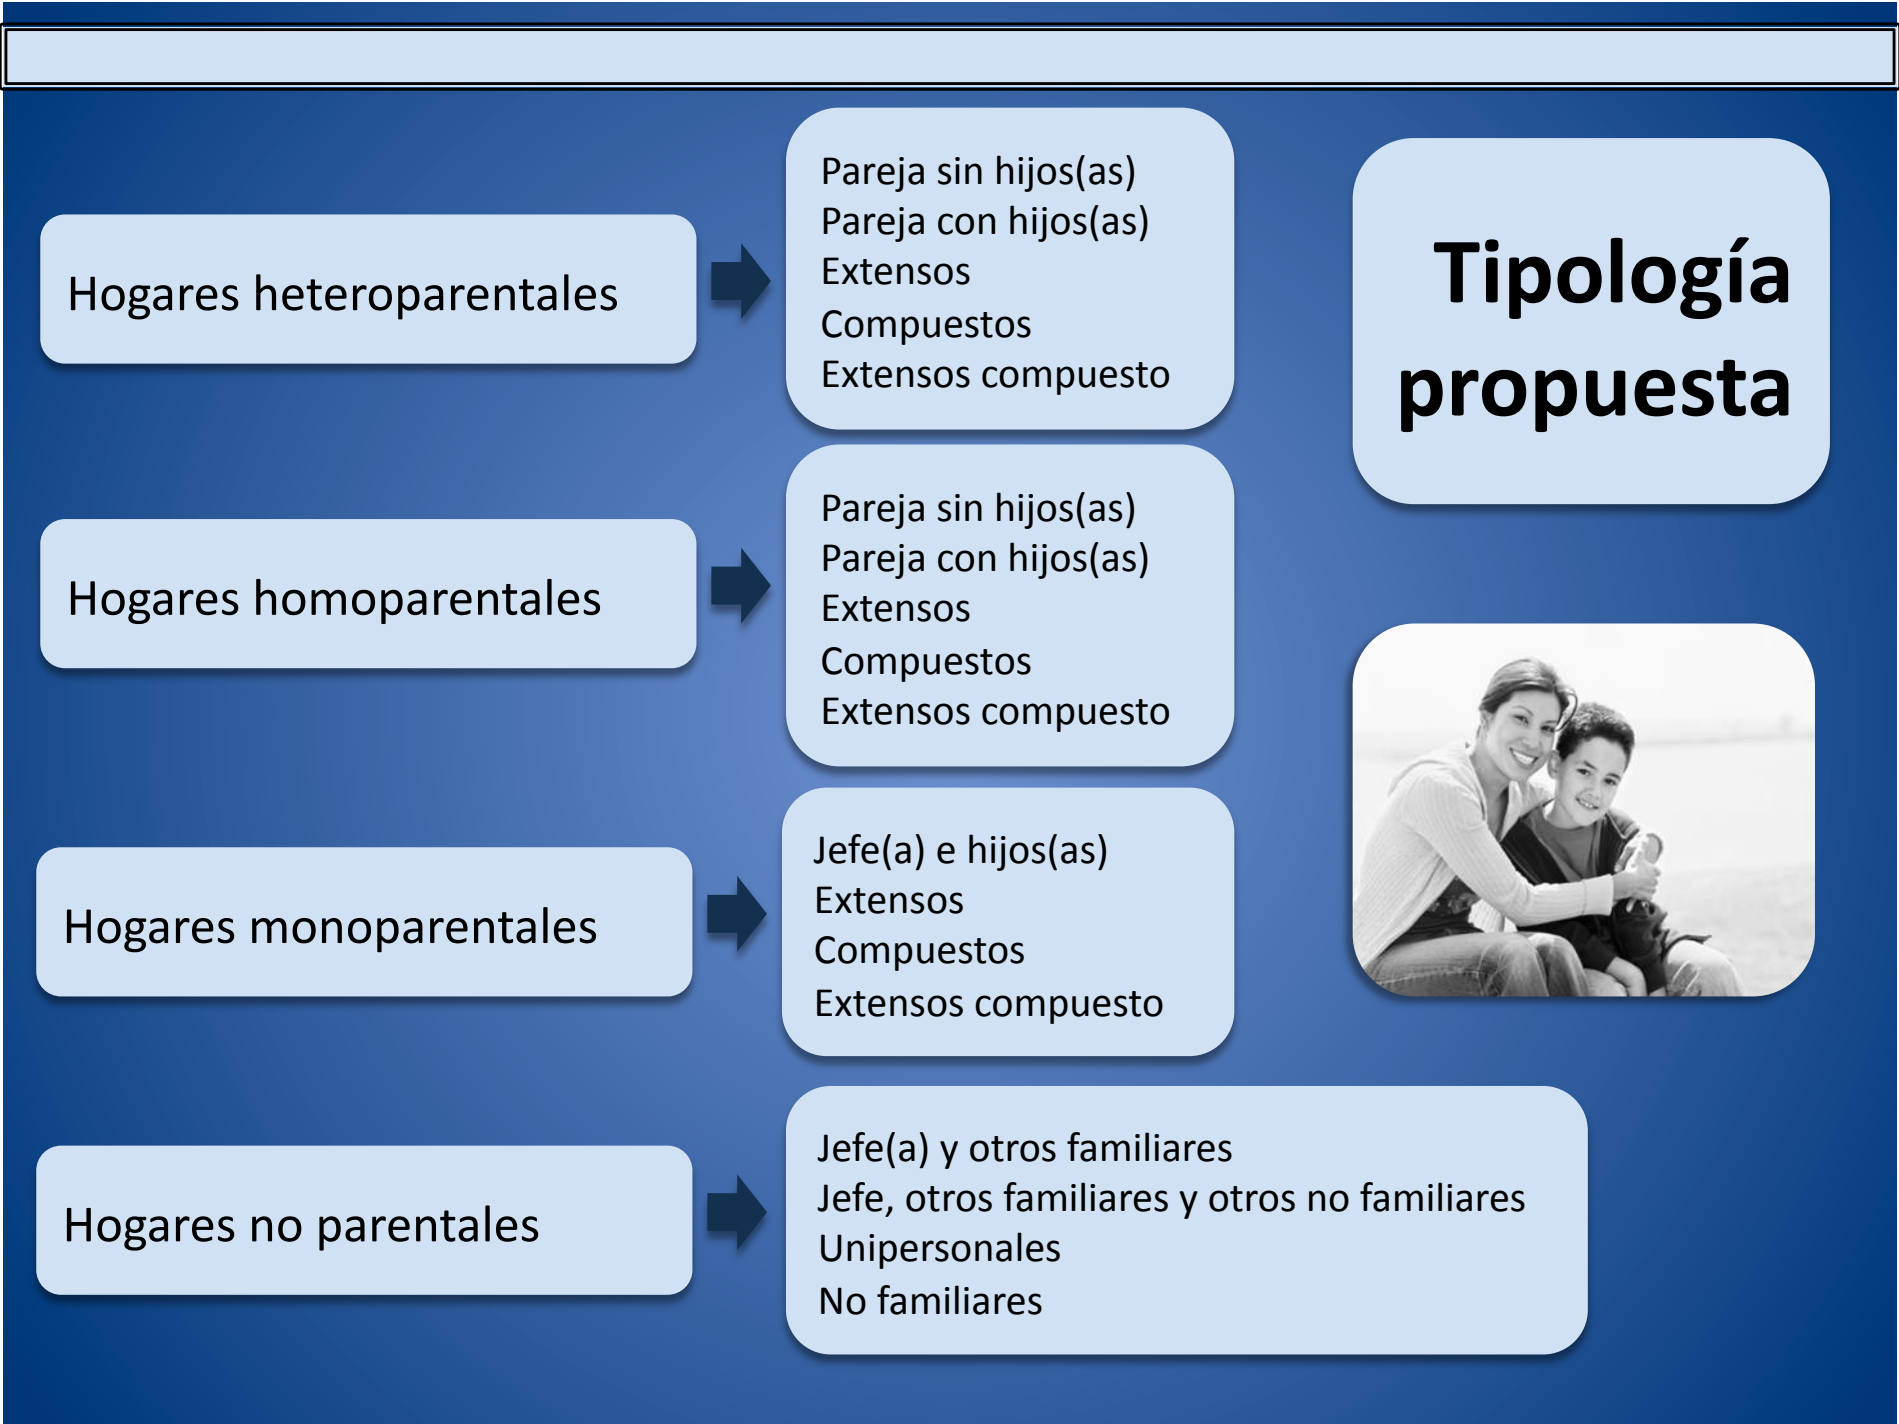 Tipología
propuesta
Hogares heteroparentales
Pareja sin hijos(as)
Pareja con hijos(as)
Extensos
Compuestos
Extensos compuesto
Hogares homoparentales
Pareja sin hijos(as)
Pareja con hijos(as)
Extensos
Compuestos
Extensos compuesto
Hogares monoparentales
Jefe(a) e hijos(as)
Extensos
Compuestos
Extensos compuesto
Hogares no parentales
Jefe(a) y otros familiares
Jefe, otros familiares y otros no familiares
Unipersonales
No familiares